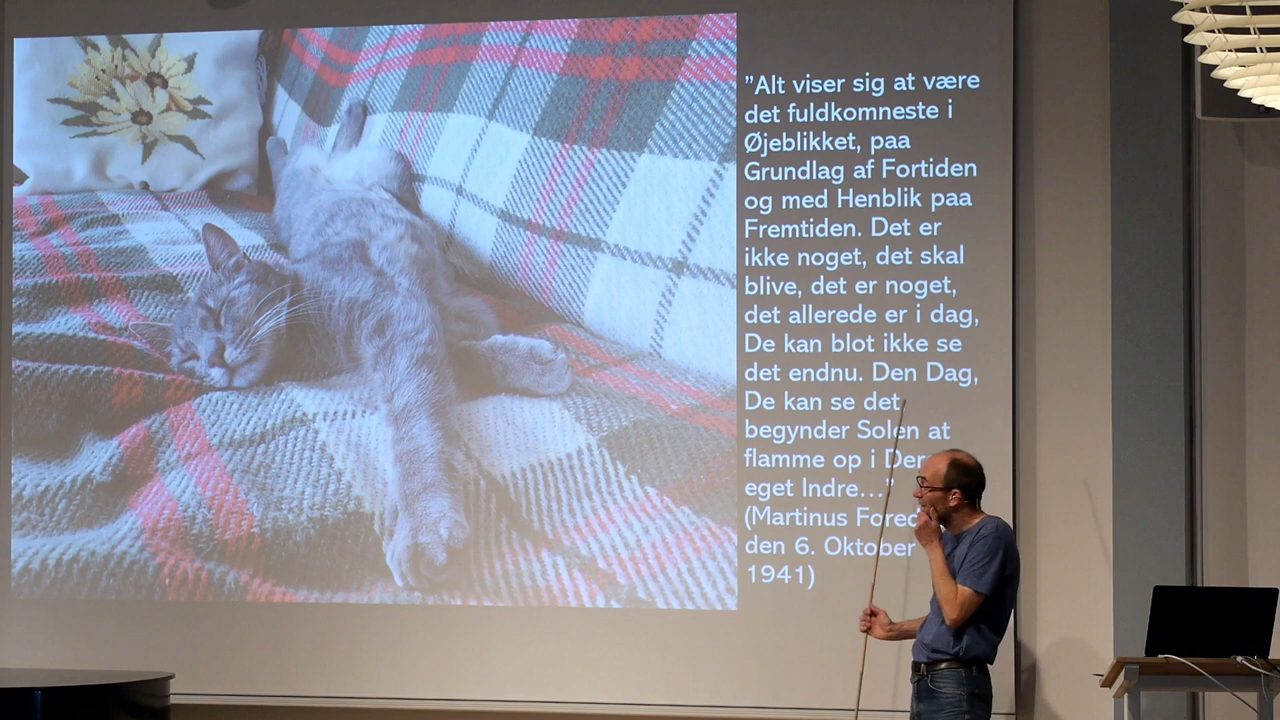 ”Alt viser sig at være
det fuldkomneste i
Øjeblikket, paa
Grundlag af Fortiden
og med Henblik paa
Fremtiden. Det er
ikke noget, det skal
blive, det er noget,
det allerede er i dag,
De kan blot ikke se
det endnu. Den Dag,
De kan se det
begynder Solen at
flamme op i
eget Indre...”
(Martinus
den 6. Oktober
1941)